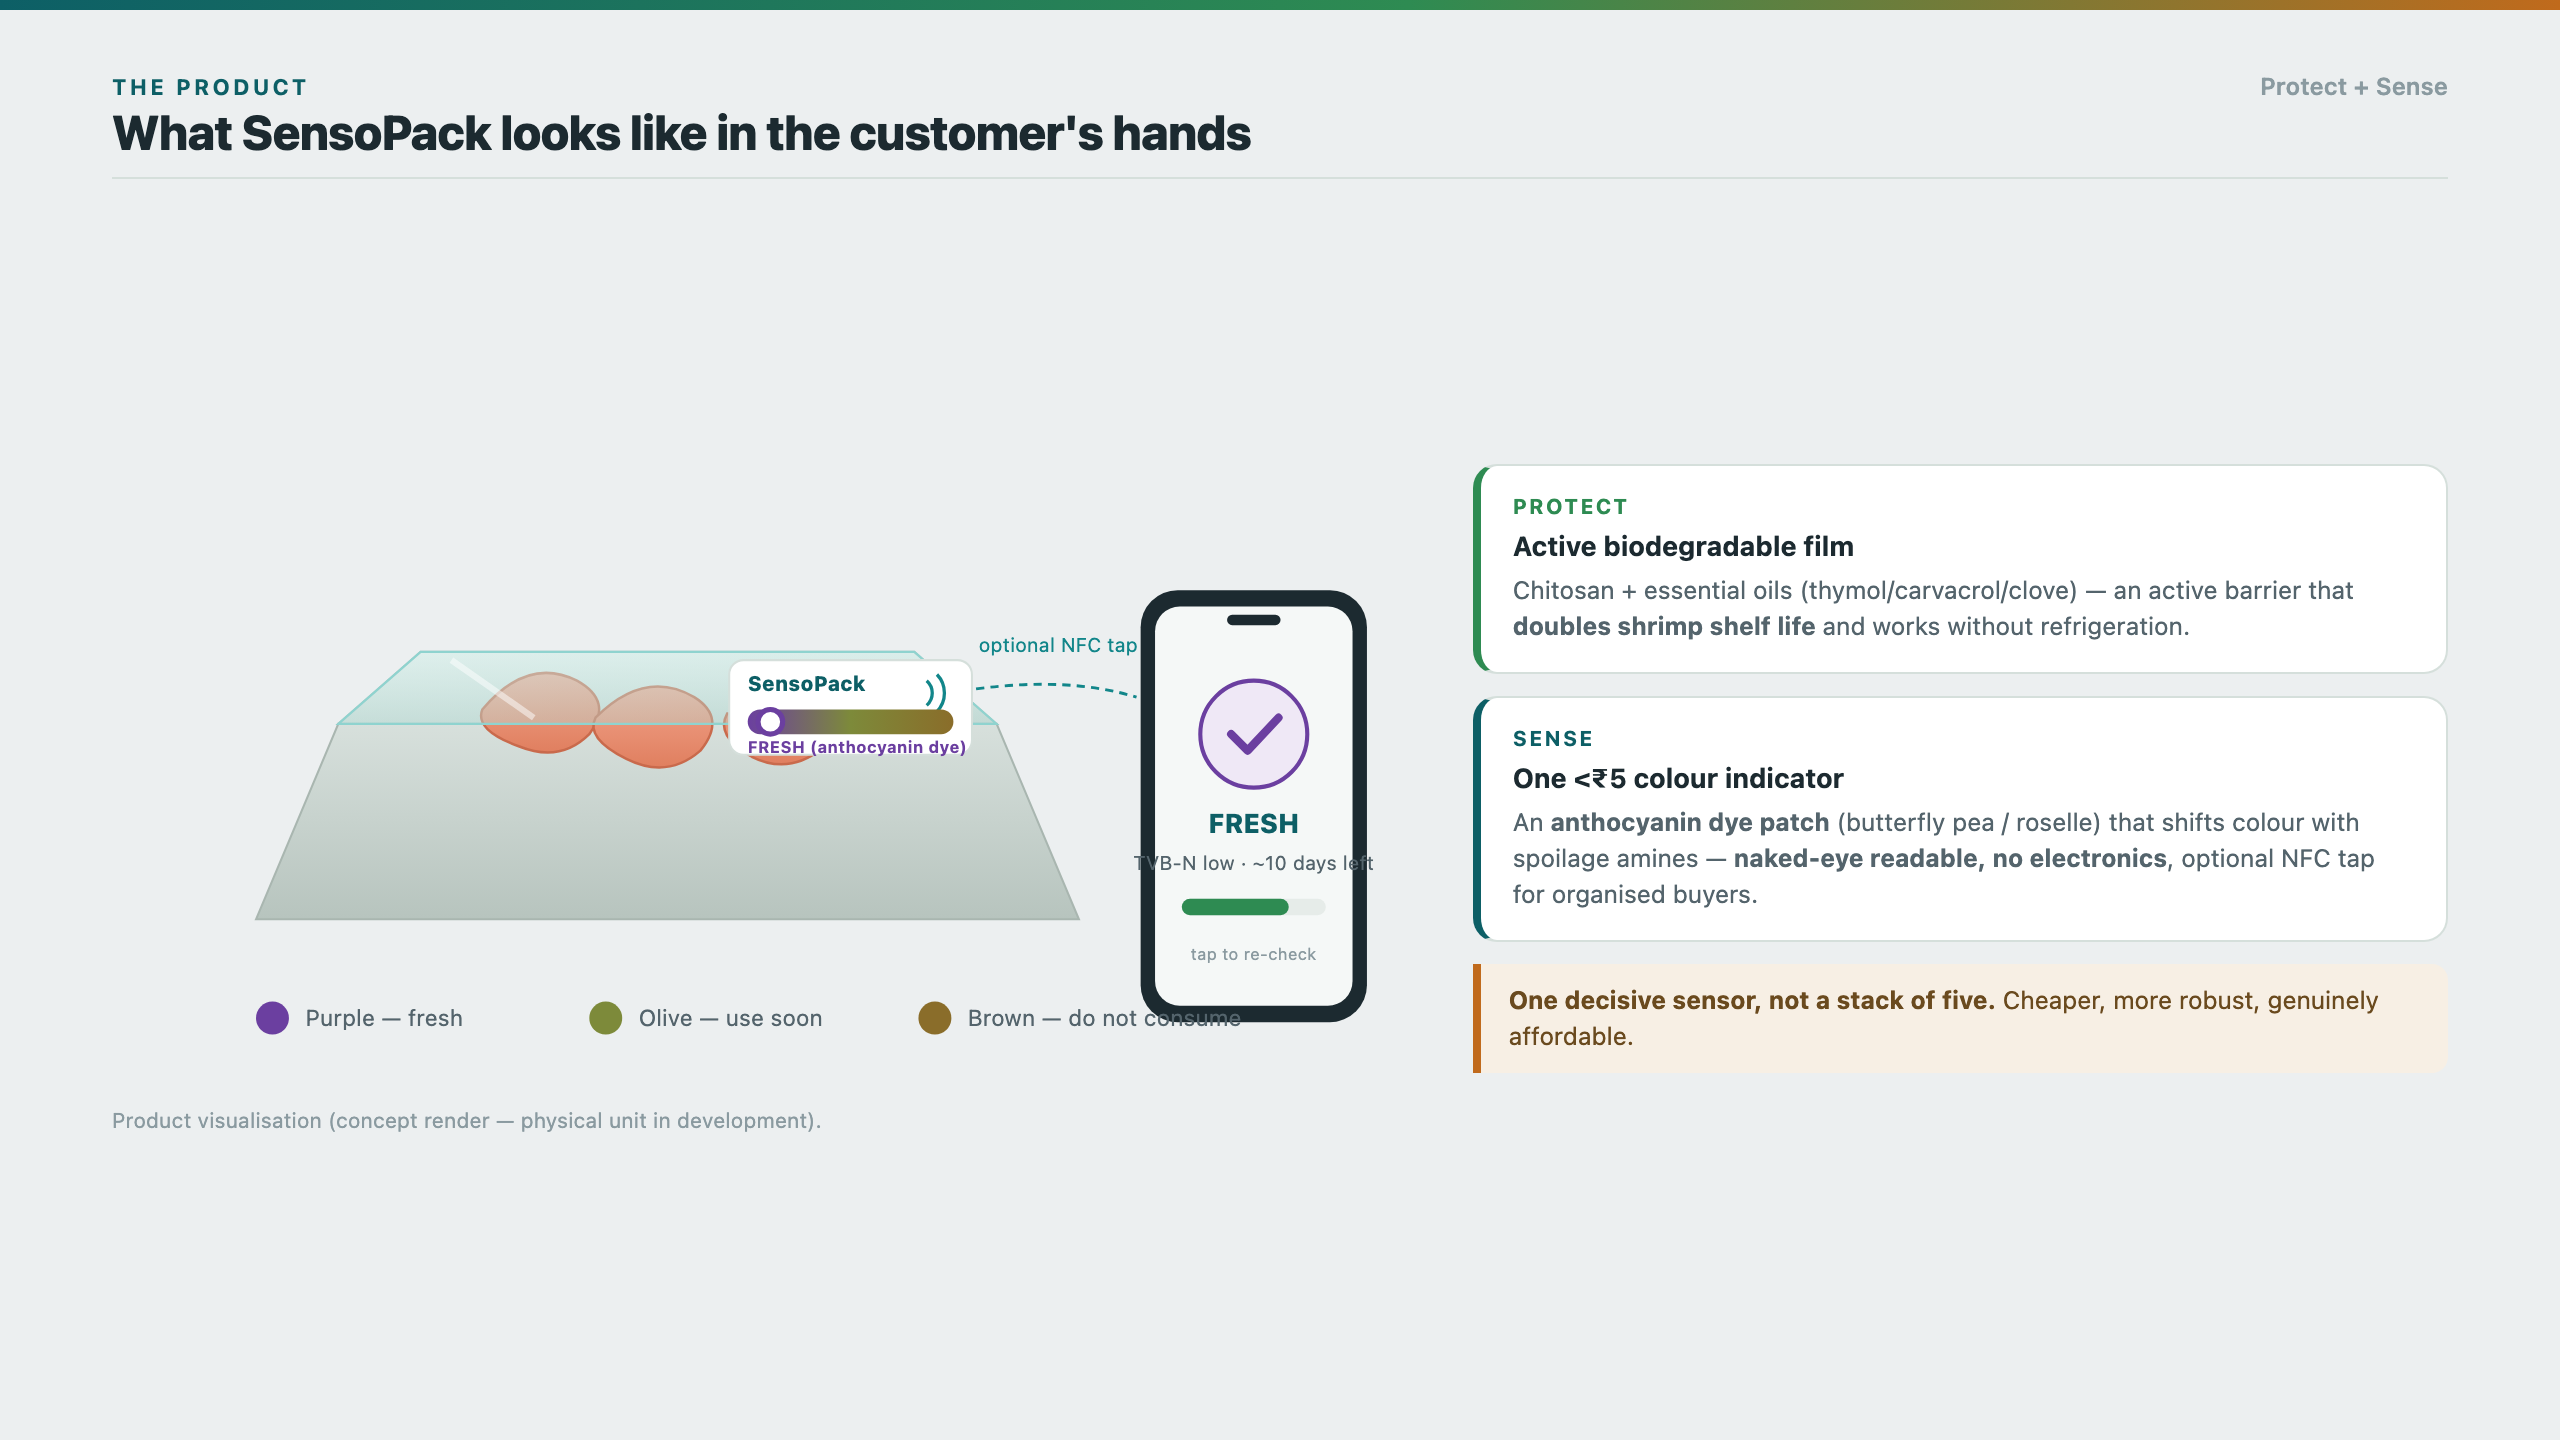 THE PRODUCT
Protect + Sense
What SensoPack looks like in the customer's hands
optional NFC tap
SensoPack
FRESH (anthocyanin dye)
FRESH
TVB-N low · ~10 days left
tap to re-check
Purple — fresh
Olive — use soon
Brown — do not consume
Product visualisation (concept render — physical unit in development).
PROTECT
Active biodegradable film
Chitosan + essential oils (thymol/carvacrol/clove) — an active barrier that
doubles shrimp shelf life and works without refrigeration.
SENSE
One <₹5 colour indicator
An anthocyanin dye patch (butterfly pea / roselle) that shifts colour with
spoilage amines — naked-eye readable, no electronics, optional NFC tap
for organised buyers.
One decisive sensor, not a stack of five. Cheaper, more robust, genuinely
affordable.